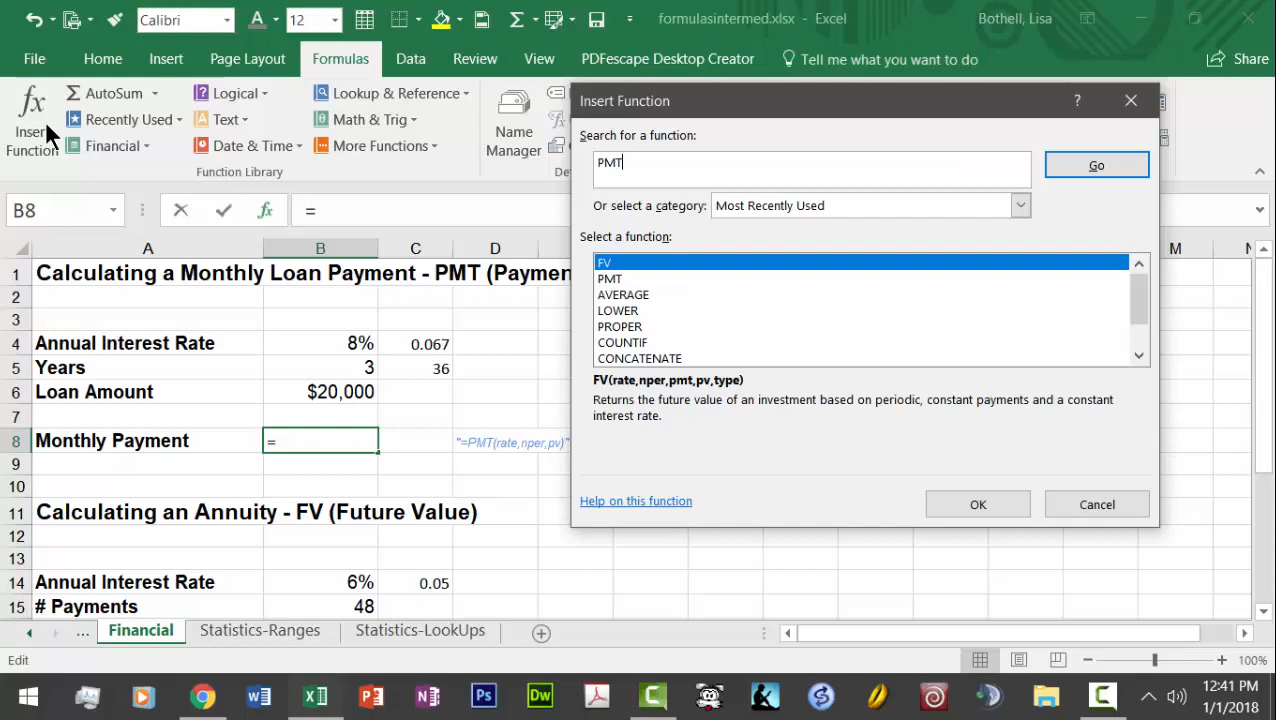 Calibri
A
12
formulasintermed.xlsx - Excel
Bothell, Lisa
File
Home
Insert
Page Layout
Formulas
Data
Review
View
PDFescape Desktop Creator
Tell me what you want to do
Share
fx
Insert
Function
AutoSum
Recently Used
Financial
Logical
Text
Date & Time
Lookup & Reference
Math & Trig
More Functions
Function Library
Name
Manager
De
Insert Function
?
Search for a function:
PMT
Go
Or select a category:
Most Recently Used
Select a function:
FV
PMT
AVERAGE
LOWER
PROPER
COUNTIF
CONCATENATE
FV(rate,nper,pmt,pv,type)
Returns the future value of an investment based on periodic, constant payments and a constant
interest rate.
Help on this function
OK
Cancel
B8
fx
=
A B C D M N
1 Calculating a Monthly Loan Payment - PMT (Paymen
2
3
4 Annual Interest Rate 8% 0.067
5 Years 3 36
6 Loan Amount $20,000
7
8 Monthly Payment = "=PMT(rate,nper,pv)"
9
10
11 Calculating an Annuity - FV (Future Value)
12
13
14 Annual Interest Rate 6% 0.05
15 # Payments 48
...
Financial
Statistics-Ranges
Statistics-LookUps
Edit
100%
12:41 PM
1/1/2018